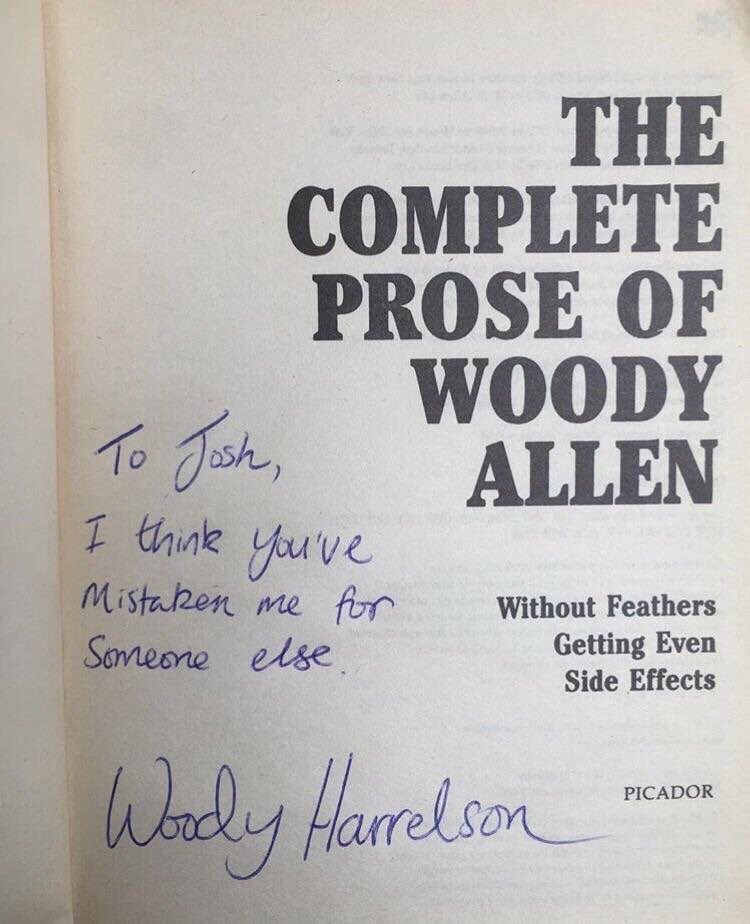 THE
COMPLETE
PROSE OF
WOODY
ALLEN
To Josh,
I think you've
Mistaken me for
Someone else.
Without Feathers
Getting Even
Side Effects
PICADOR
Woody Harrelson